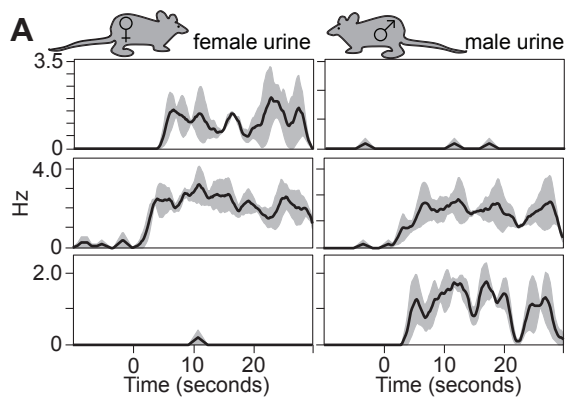 A
♀ female urine ♂ male urine
3.5
0
4.0
Hz
0
2.0
0
0 10 20 0 10 20
Time (seconds) Time (seconds)